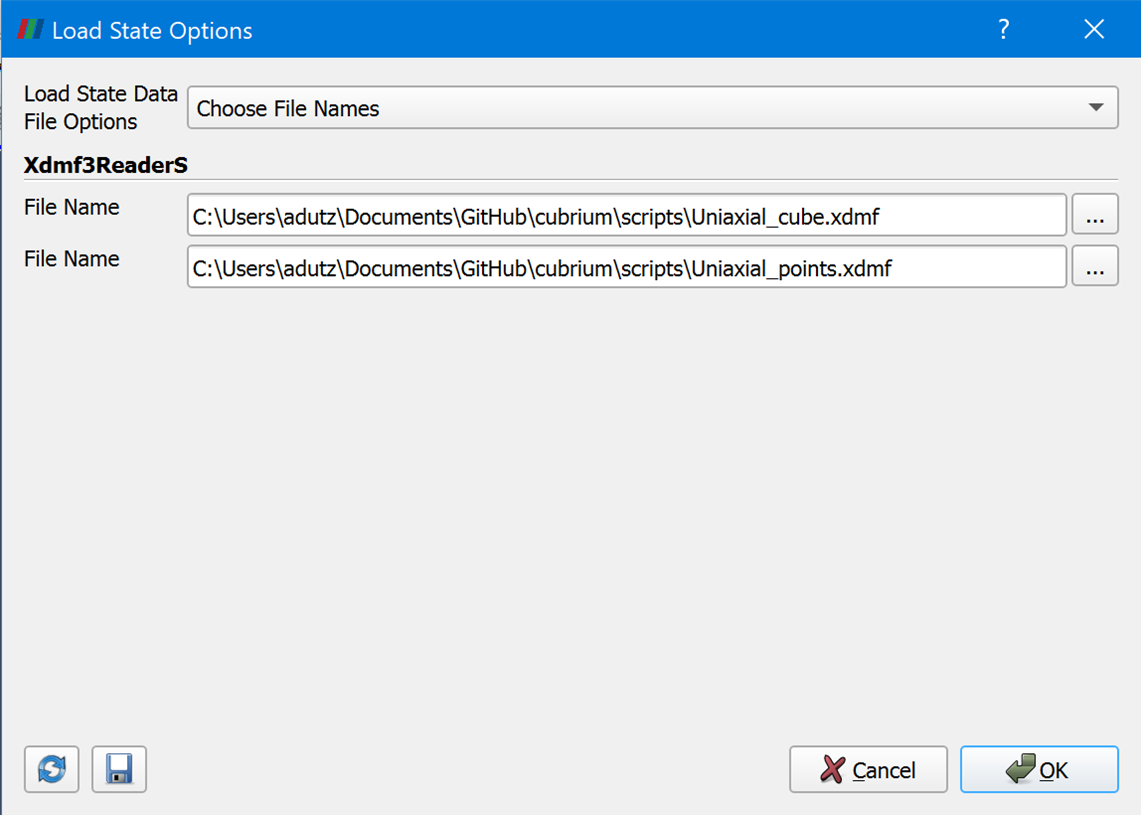 Load State Options
?
Load State Data
File Options
Choose File Names
Xdmf3ReaderS
File Name
C:\Users\adutz\Documents\GitHub\cubrium\scripts\Uniaxial_cube.xdmf
...
File Name
C:\Users\adutz\Documents\GitHub\cubrium\scripts\Uniaxial_points.xdmf
...
Cancel
OK